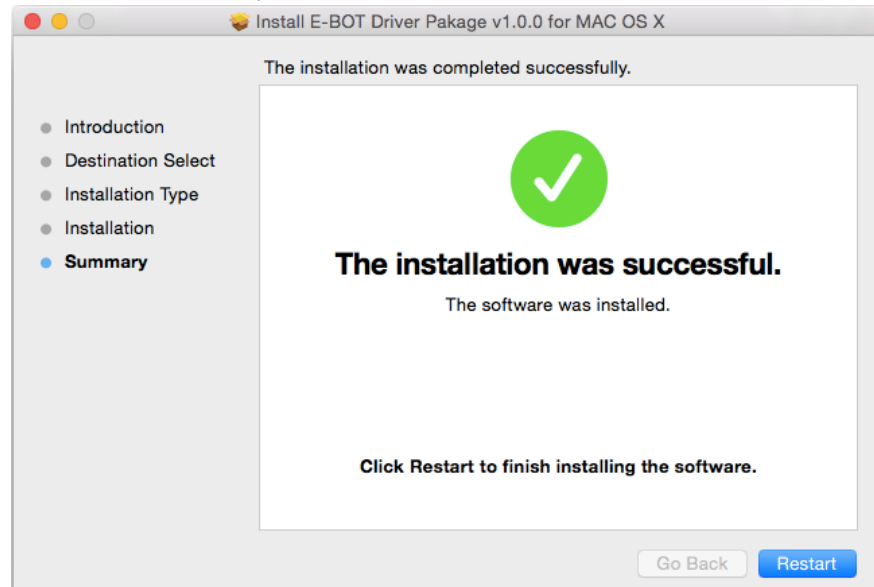 Install E-BOT Driver Pakage v1.0.0 for MAC OS X
The installation was completed successfully.
Introduction
Destination Select
Installation Type
Installation
Summary
The installation was successful.
The software was installed.
Click Restart to finish installing the software.
Go Back
Restart